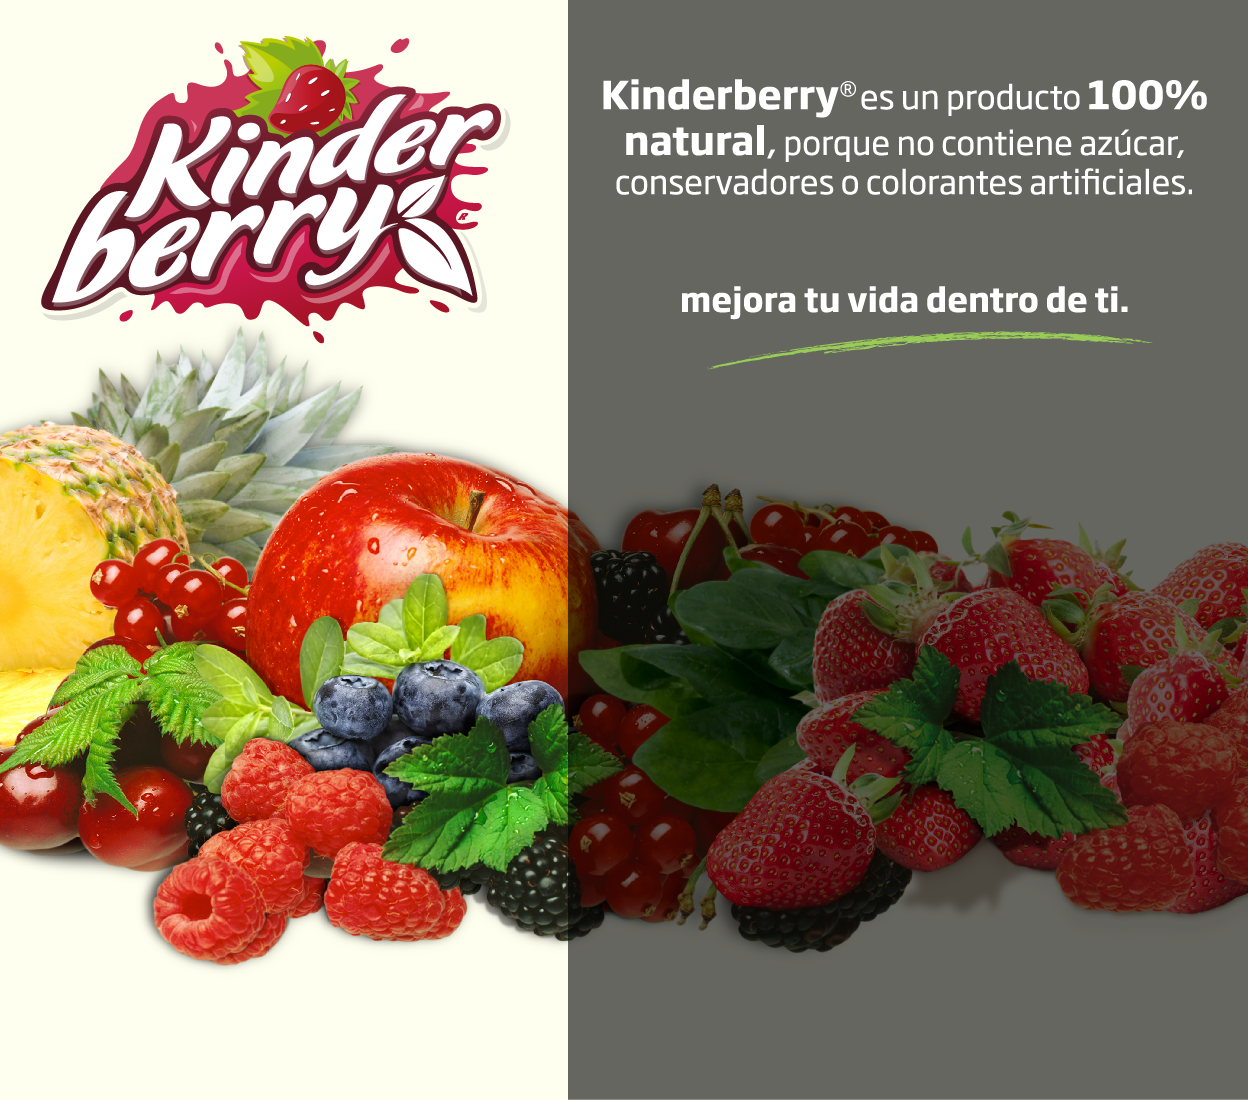 Kinder
berry
Kinderberry® es un producto 100%
natural, porque no contiene azúcar,
conservadores o colorantes artificiales.
mejora tu vida dentro de ti.